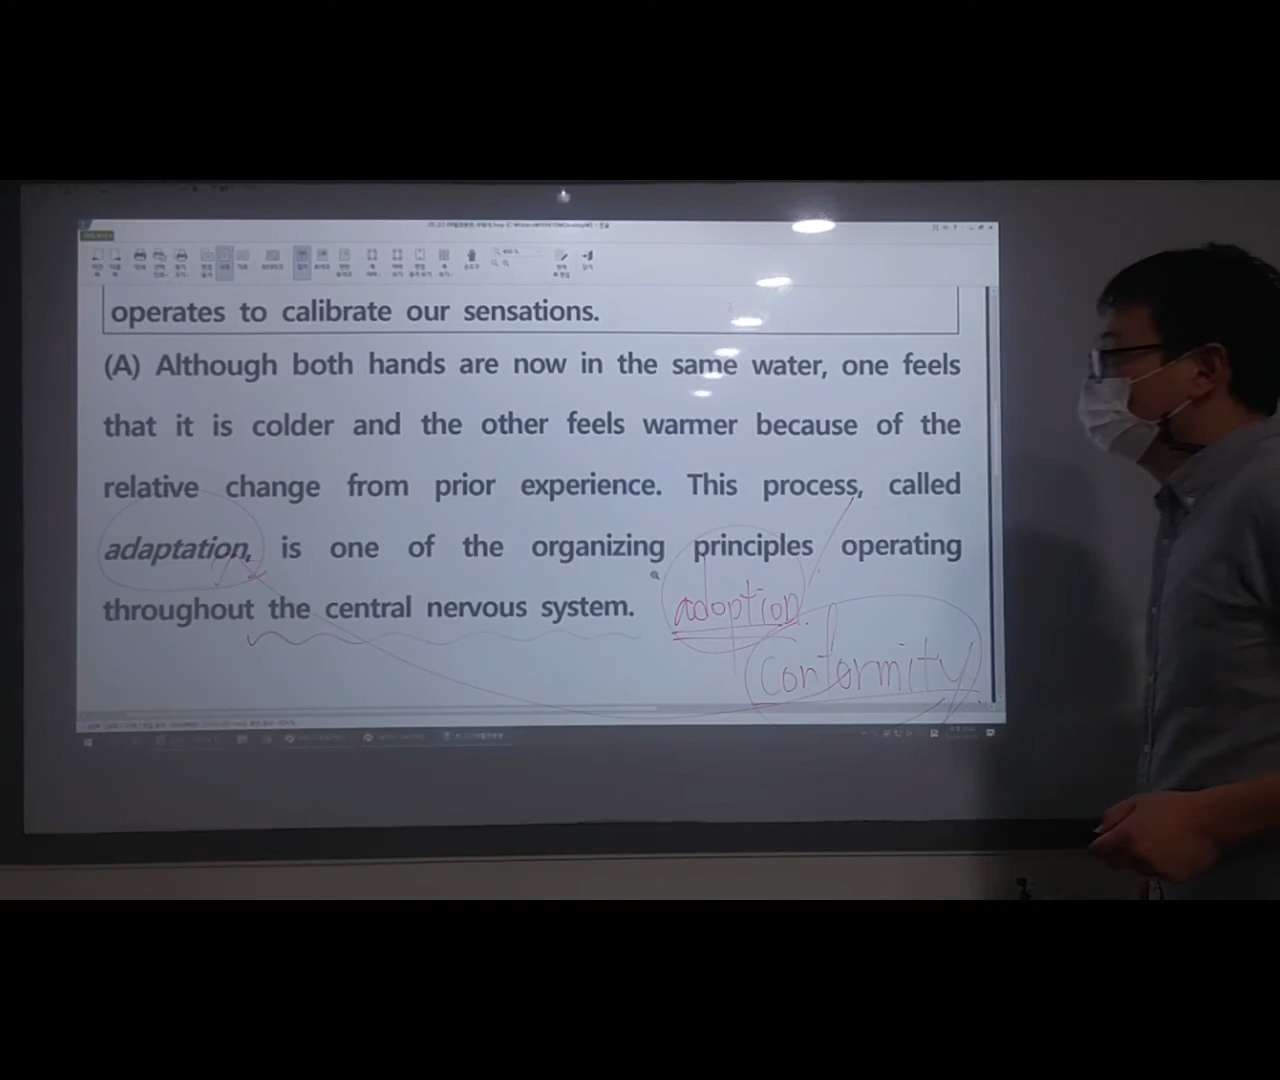 operates to calibrate our sensations.
(A) Although both hands are now in the same water, one feels
that it is colder and the other feels warmer because of the
relative change from prior experience. This process, called
adaptation, is one of the organizing principles operating
throughout the central nervous system.
adoption.
conformity